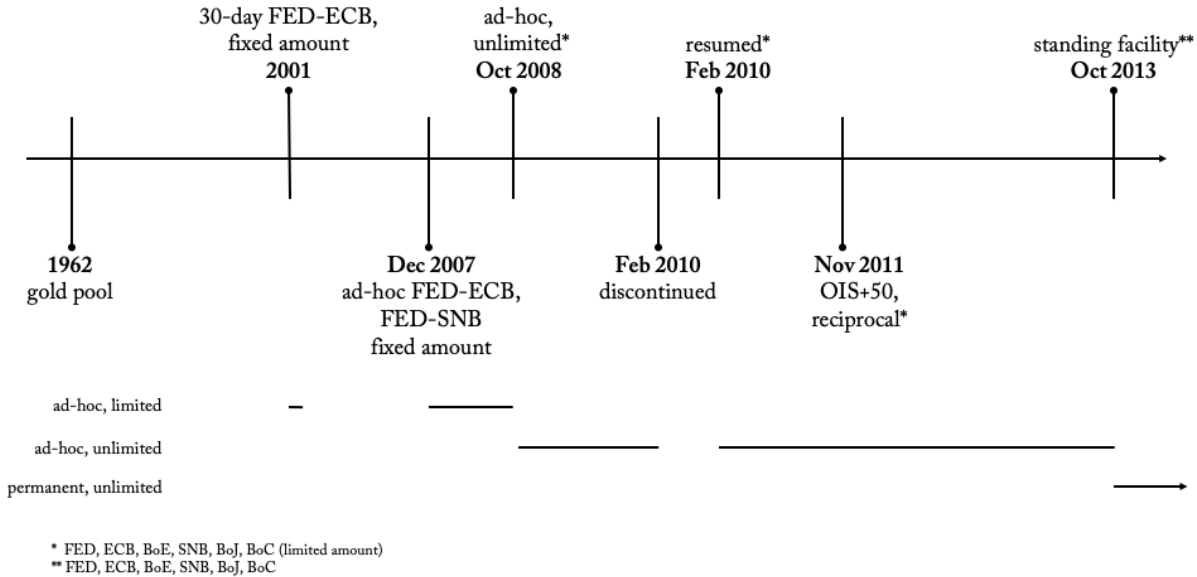 30-day FED-ECB,
fixed amount
2001
ad-hoc,
unlimited*
Oct 2008
resumed*
Feb 2010
standing facility**
Oct 2013
1962
gold pool
Dec 2007
ad-hoc FED-ECB,
FED-SNB
fixed amount
Feb 2010
discontinued
Nov 2011
OIS+50,
reciprocal*
ad-hoc, limited
ad-hoc, unlimited
permanent, unlimited
* FED, ECB, BoE, SNB, BoJ, BoC (limited amount)
** FED, ECB, BoE, SNB, BoJ, BoC